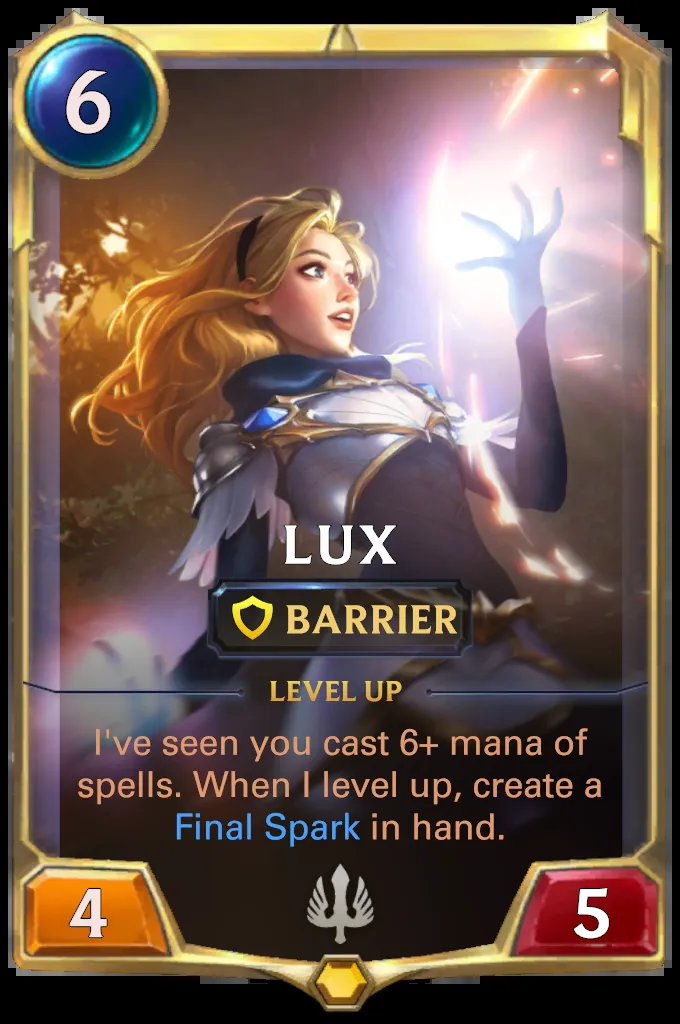 6
LUX
BARRIER
LEVEL UP
I've seen you cast 6+ mana of
spells. When I level up, create a
Final Spark in hand.
4
5